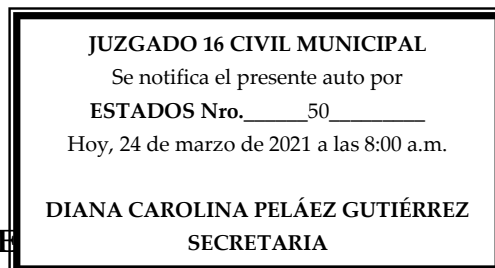 JUZGADO 16 CIVIL MUNICIPAL
Se notifica el presente auto por
ESTADOS Nro.______50_________
Hoy, 24 de marzo de 2021 a las 8:00 a.m.
DIANA CAROLINA PELÁEZ GUTIÉRREZ
SECRETARIA